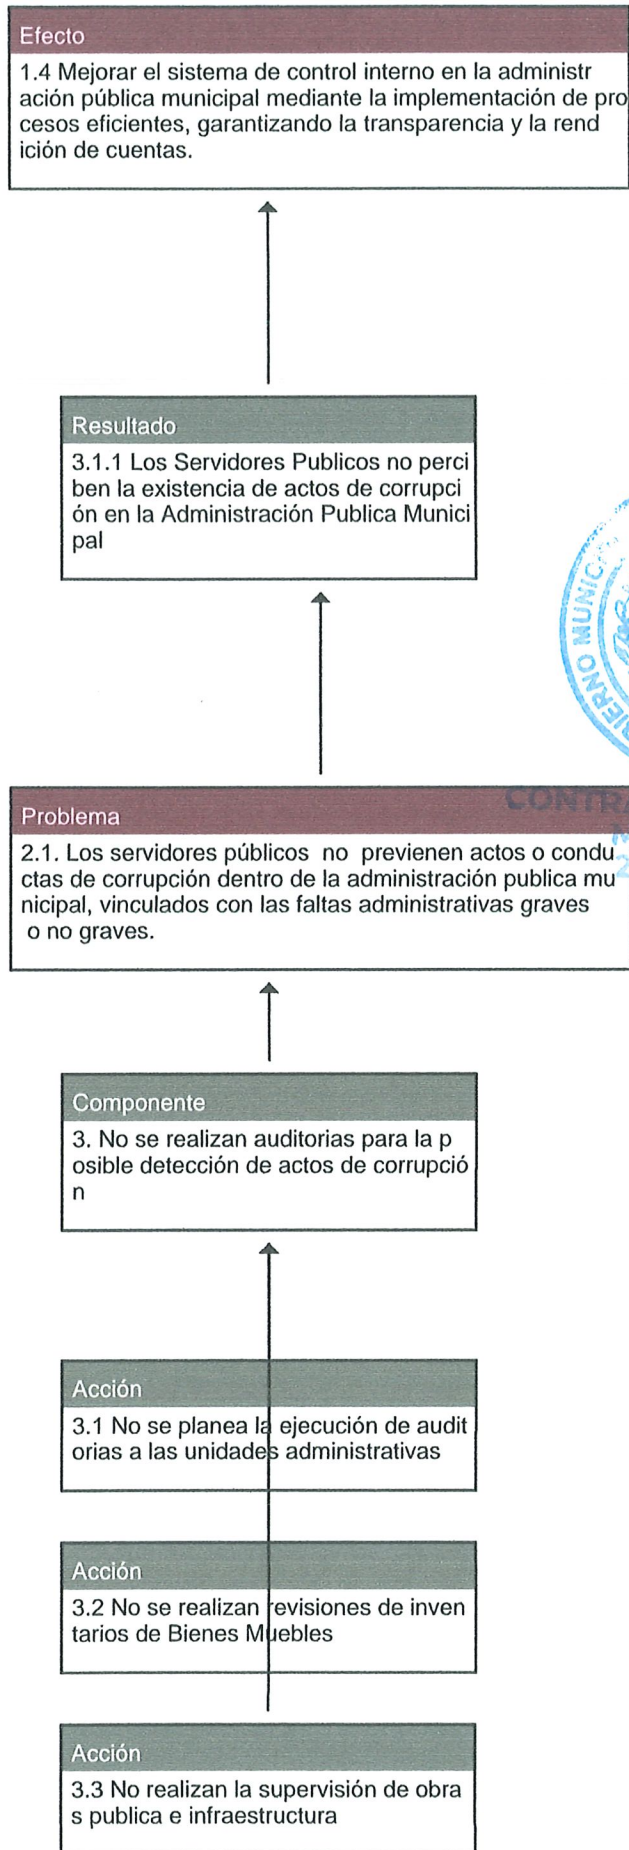 Efecto
1.4 Mejorar el sistema de control interno en la administr
ación pública municipal mediante la implementación de pro
cesos eficientes, garantizando la transparencia y la rend
ición de cuentas.
Resultado
3.1.1 Los Servidores Publicos no perci
ben la existencia de actos de corrupci
ón en la Administración Publica Munici
pal
BIERNO MUNIC
CONTRA
Problema
2.1. Los servidores públicos  no  previenen actos o condu
ctas de corrupción dentro de la administración publica mu
nicipal, vinculados con las faltas administrativas graves
 o no graves.
Componente
3. No se realizan auditorias para la p
osible detección de actos de corrupció
n
Acción
3.1 No se planea la ejecución de audit
orias a las unidades administrativas
Acción
3.2 No se realizan revisiones de inven
tarios de Bienes Muebles
Acción
3.3 No realizan la supervisión de obra
s publica e infraestructura